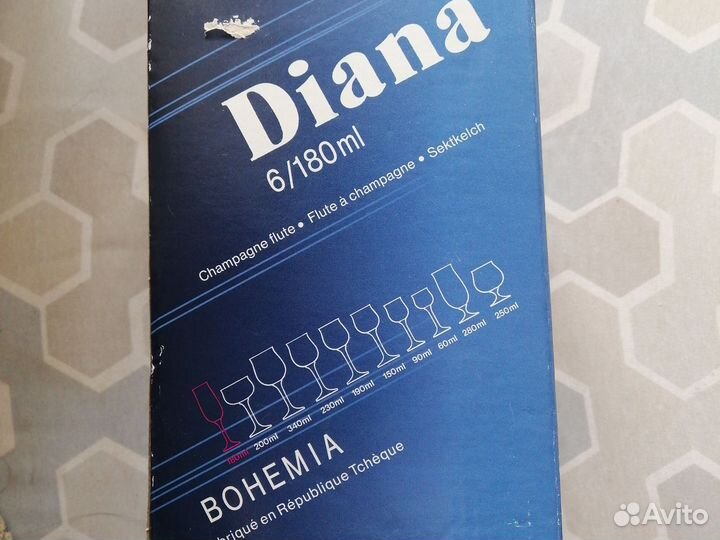 Diana
6/180ml
Champagne flute • Flute à champagne • Sektkelch
180ml 200ml 340ml 230ml 190ml 150ml 90ml 60ml 280ml 250ml
BOHEMIA
briqué en République Tchèque
Avito